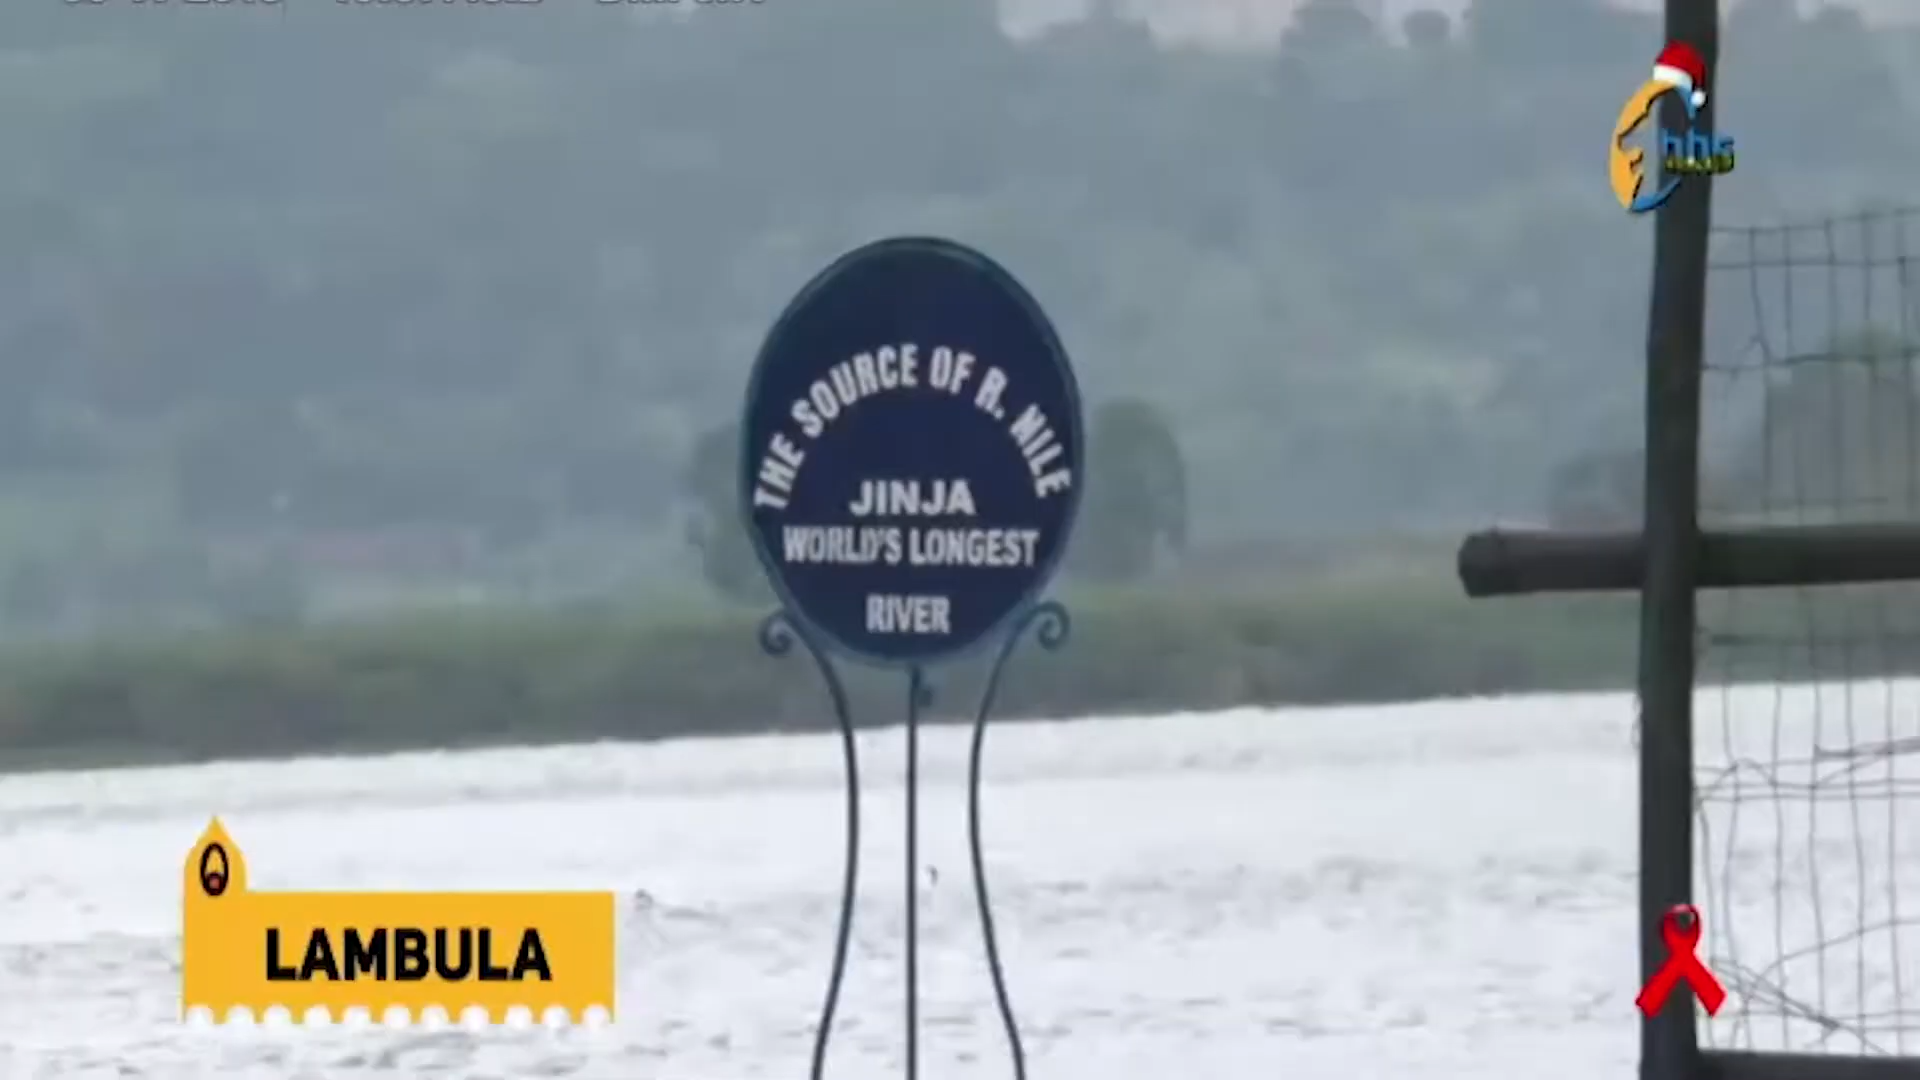 THE SOURCE OF R. NILE
JINJA
WORLD'S LONGEST
RIVER
LAMBULA